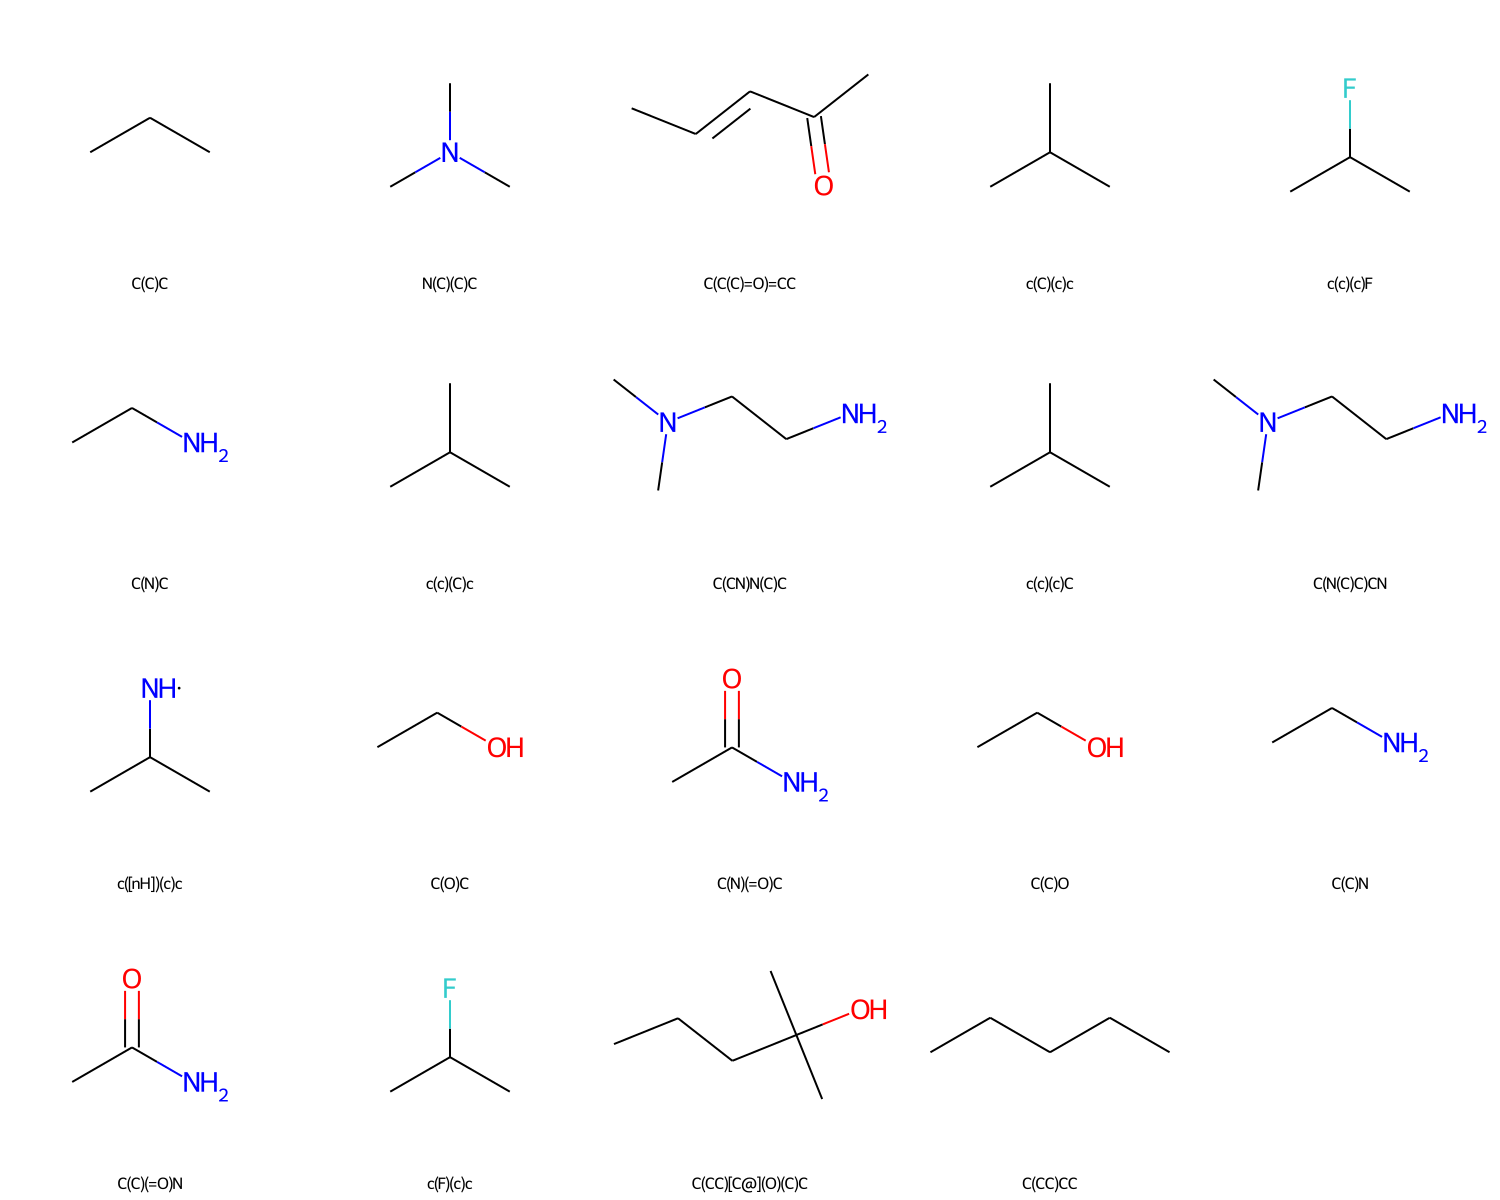 F
N
O
C(C)C
N(C)(C)C
C(C(C)=O)=CC
c(C)(c)c
c(c)(c)F
N
NH2
N
NH2
NH2
C(N)C
c(c)(C)c
C(CN)N(C)C
c(c)(c)C
C(N(C)C)CN
O
NH·
OH
OH
NH2
NH2
c([nH])(c)c
C(O)C
C(N)(=O)C
C(C)O
C(C)N
O
F
OH
NH2
C(C)(=O)N
c(F)(c)c
C(CC)[C@](O)(C)C
C(CC)CC